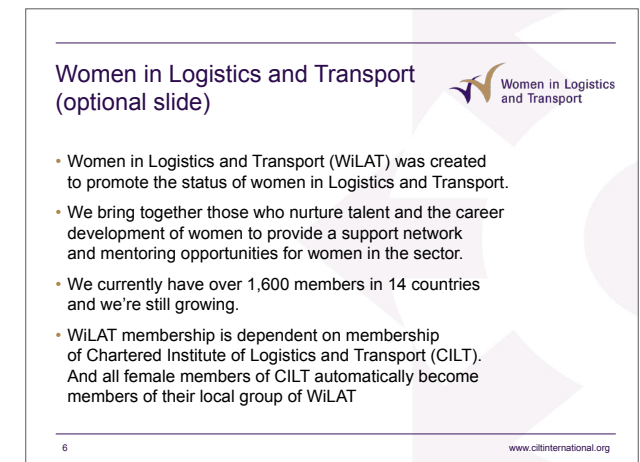 Women in Logistics and Transport
(optional slide)
Women in Logistics
and Transport
• Women in Logistics and Transport (WiLAT) was created
to promote the status of women in Logistics and Transport.
• We bring together those who nurture talent and the career
development of women to provide a support network
and mentoring opportunities for women in the sector.
• We currently have over 1,600 members in 14 countries
and we’re still growing.
• WiLAT membership is dependent on membership
of Chartered Institute of Logistics and Transport (CILT).
And all female members of CILT automatically become
members of their local group of WiLAT
6
www.ciltinternational.org